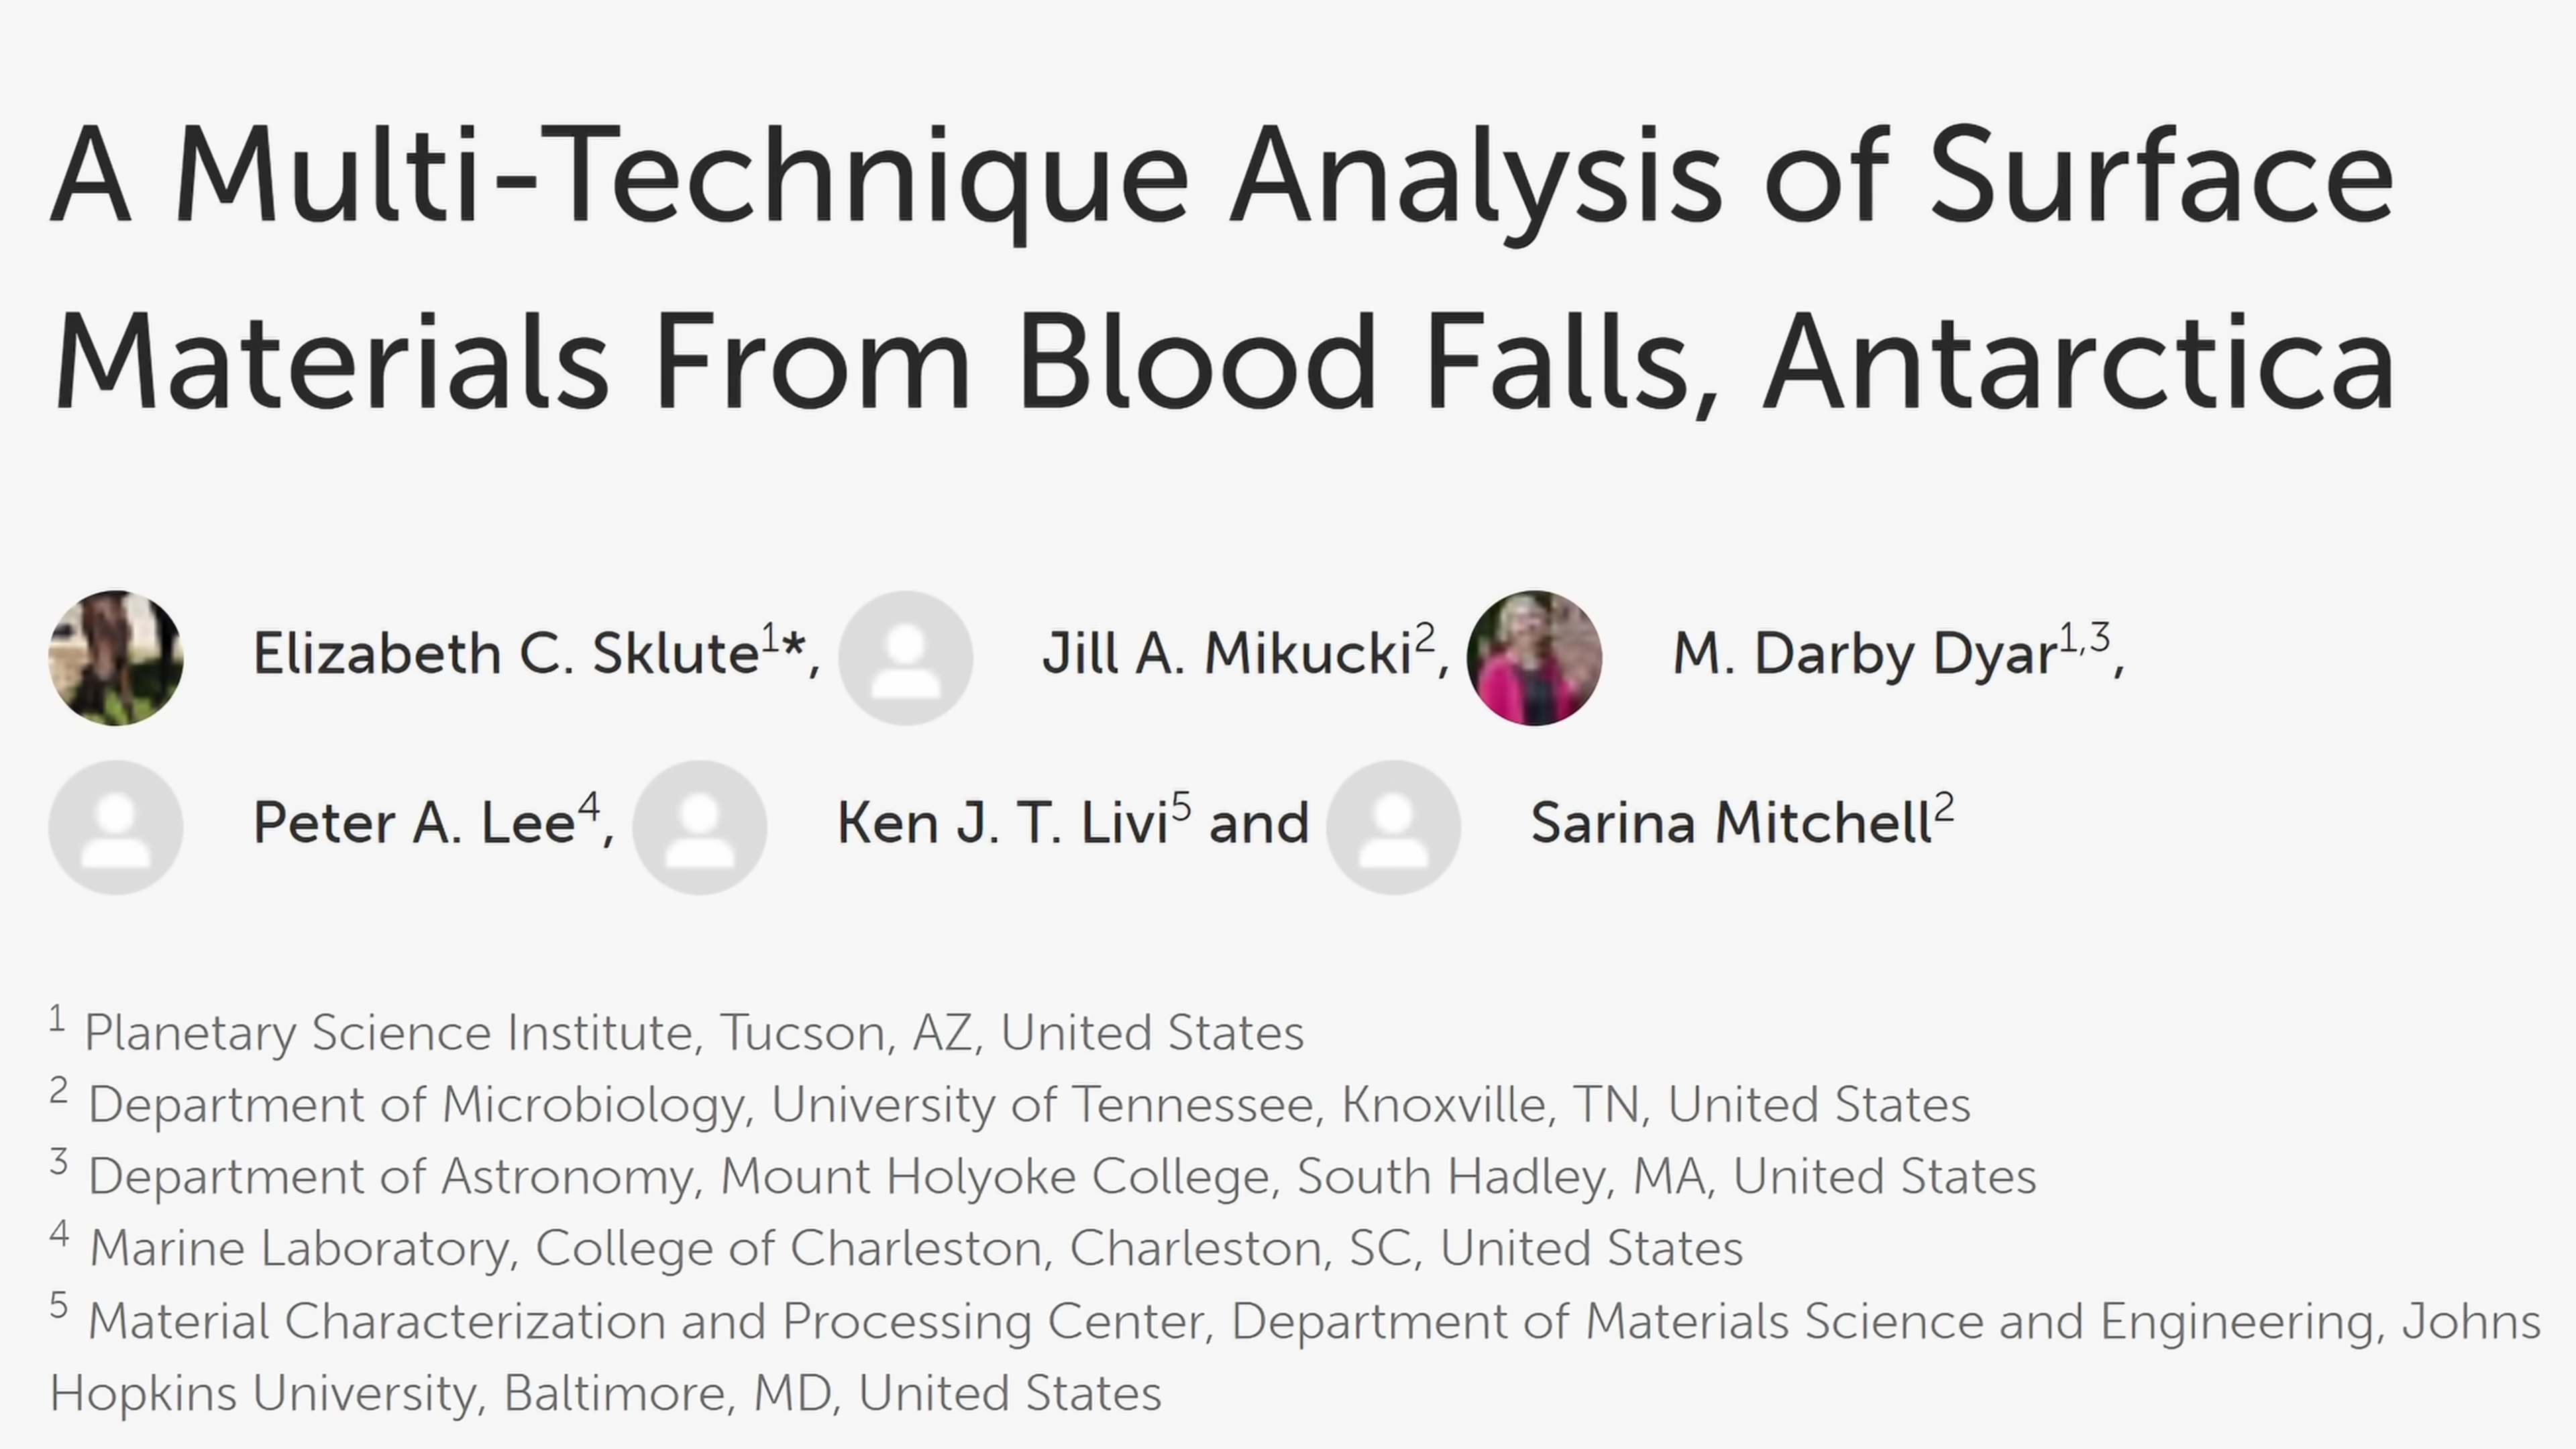 A Multi-Technique Analysis of Surface
Materials From Blood Falls, Antarctica
Elizabeth C. Sklute¹*, Jill A. Mikucki², M. Darby Dyar¹,³,
Peter A. Lee⁴, Ken J. T. Livi⁵ and Sarina Mitchell²
¹ Planetary Science Institute, Tucson, AZ, United States
² Department of Microbiology, University of Tennessee, Knoxville, TN, United States
³ Department of Astronomy, Mount Holyoke College, South Hadley, MA, United States
⁴ Marine Laboratory, College of Charleston, Charleston, SC, United States
⁵ Material Characterization and Processing Center, Department of Materials Science and Engineering, Johns
Hopkins University, Baltimore, MD, United States